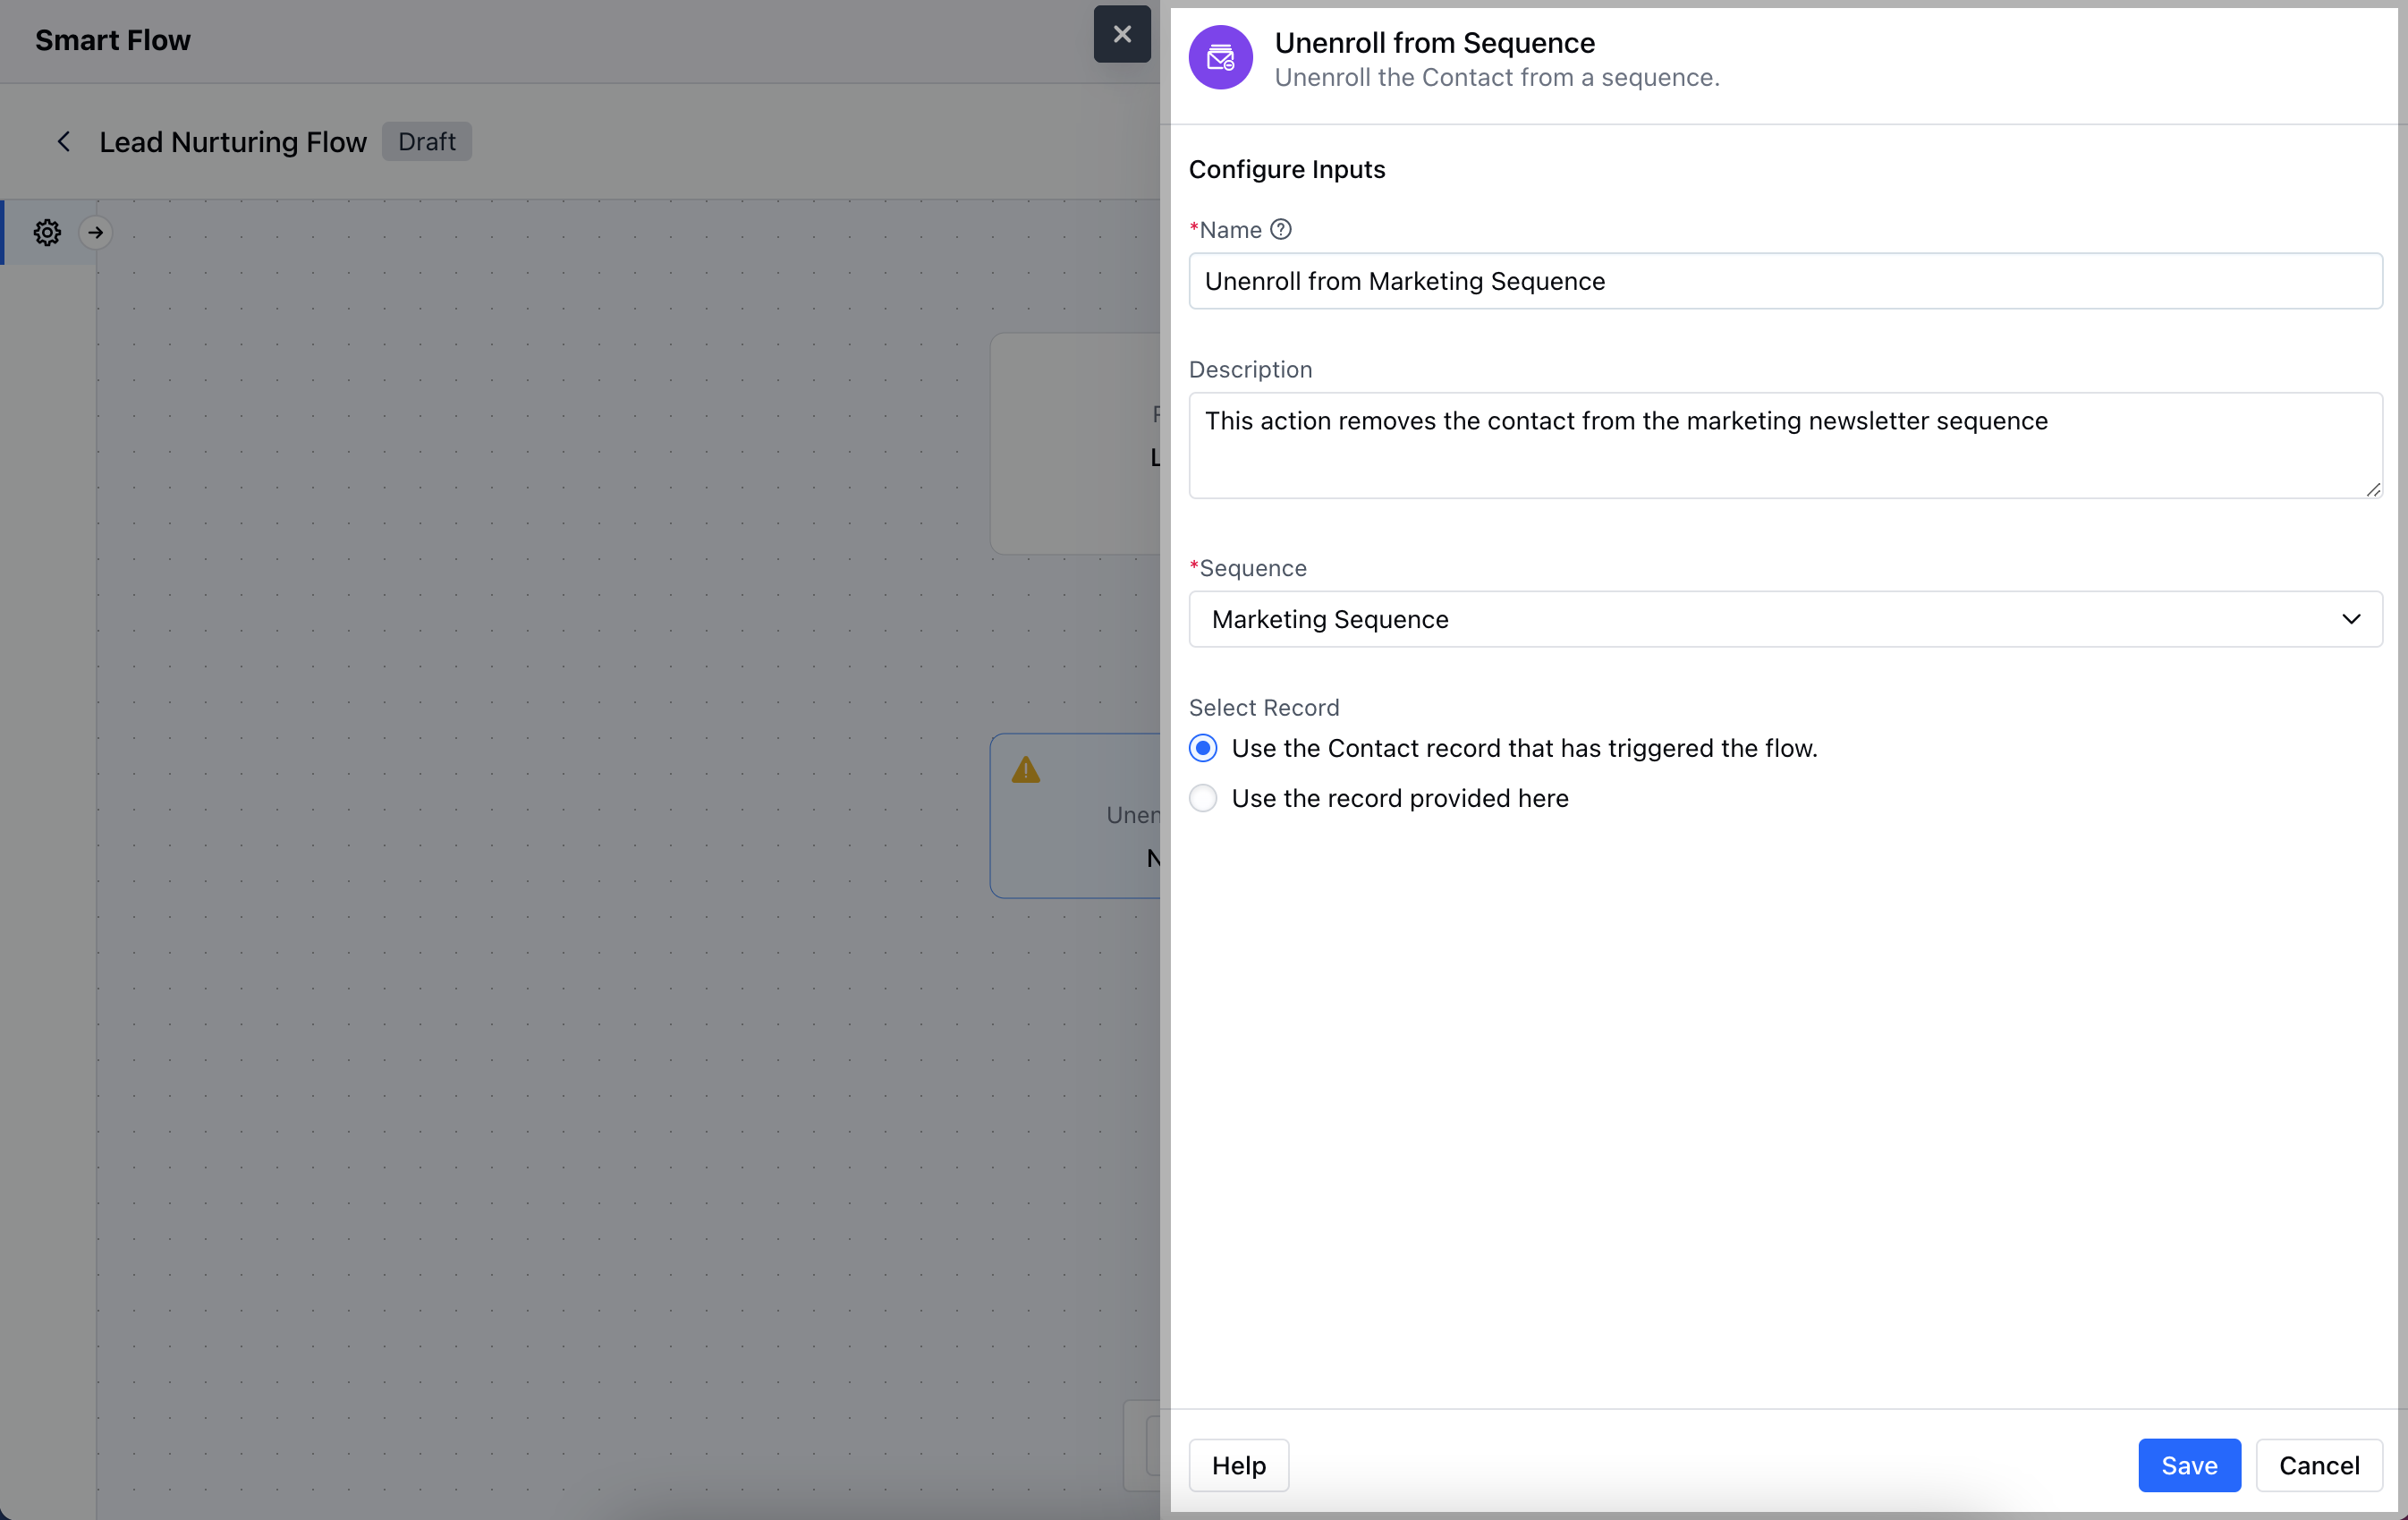 Smart Flow
Lead Nurturing Flow
Draft
Unenroll from Sequence
Unenroll the Contact from a sequence.
Configure Inputs
*Name
Unenroll from Marketing Sequence
Description
This action removes the contact from the marketing newsletter sequence
*Sequence
Marketing Sequence
Select Record
Use the Contact record that has triggered the flow.
Use the record provided here
Help
Save
Cancel